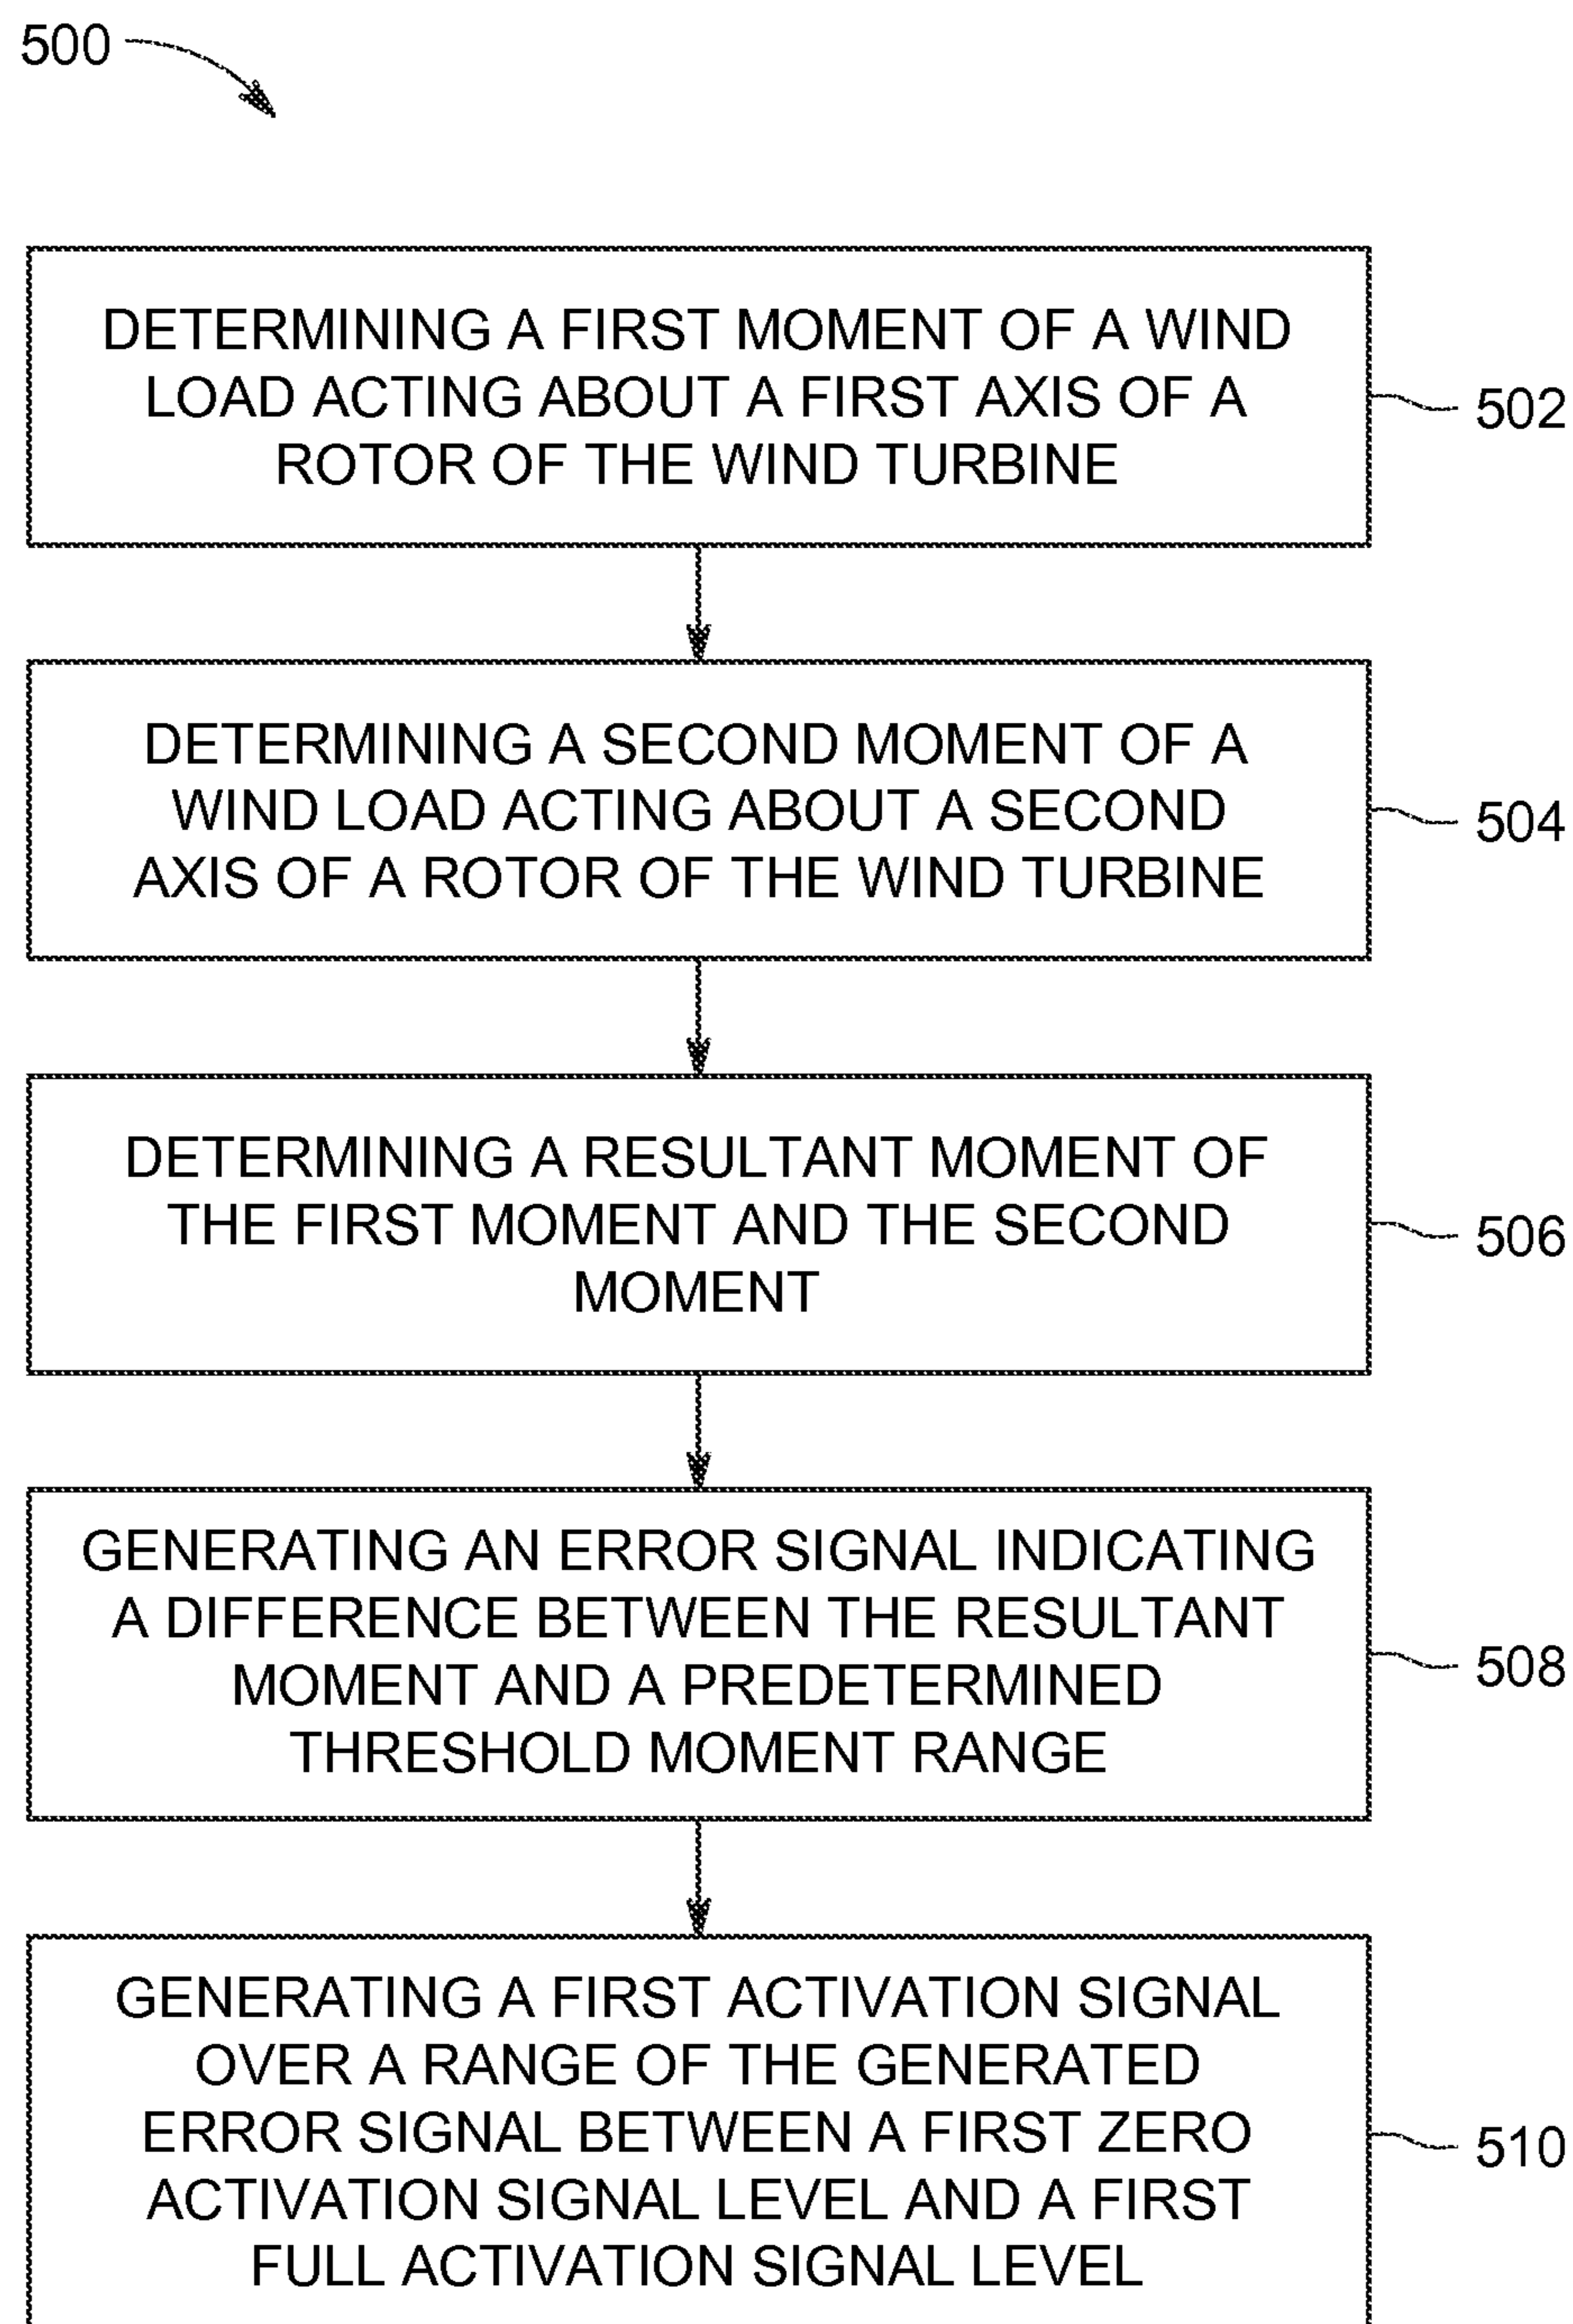 500
DETERMINING A FIRST MOMENT OF A WIND
LOAD ACTING ABOUT A FIRST AXIS OF A
ROTOR OF THE WIND TURBINE
502
DETERMINING A SECOND MOMENT OF A
WIND LOAD ACTING ABOUT A SECOND
AXIS OF A ROTOR OF THE WIND TURBINE
504
DETERMINING A RESULTANT MOMENT OF
THE FIRST MOMENT AND THE SECOND
MOMENT
506
GENERATING AN ERROR SIGNAL INDICATING
A DIFFERENCE BETWEEN THE RESULTANT
MOMENT AND A PREDETERMINED
THRESHOLD MOMENT RANGE
508
GENERATING A FIRST ACTIVATION SIGNAL
OVER A RANGE OF THE GENERATED
ERROR SIGNAL BETWEEN A FIRST ZERO
ACTIVATION SIGNAL LEVEL AND A FIRST
FULL ACTIVATION SIGNAL LEVEL
510